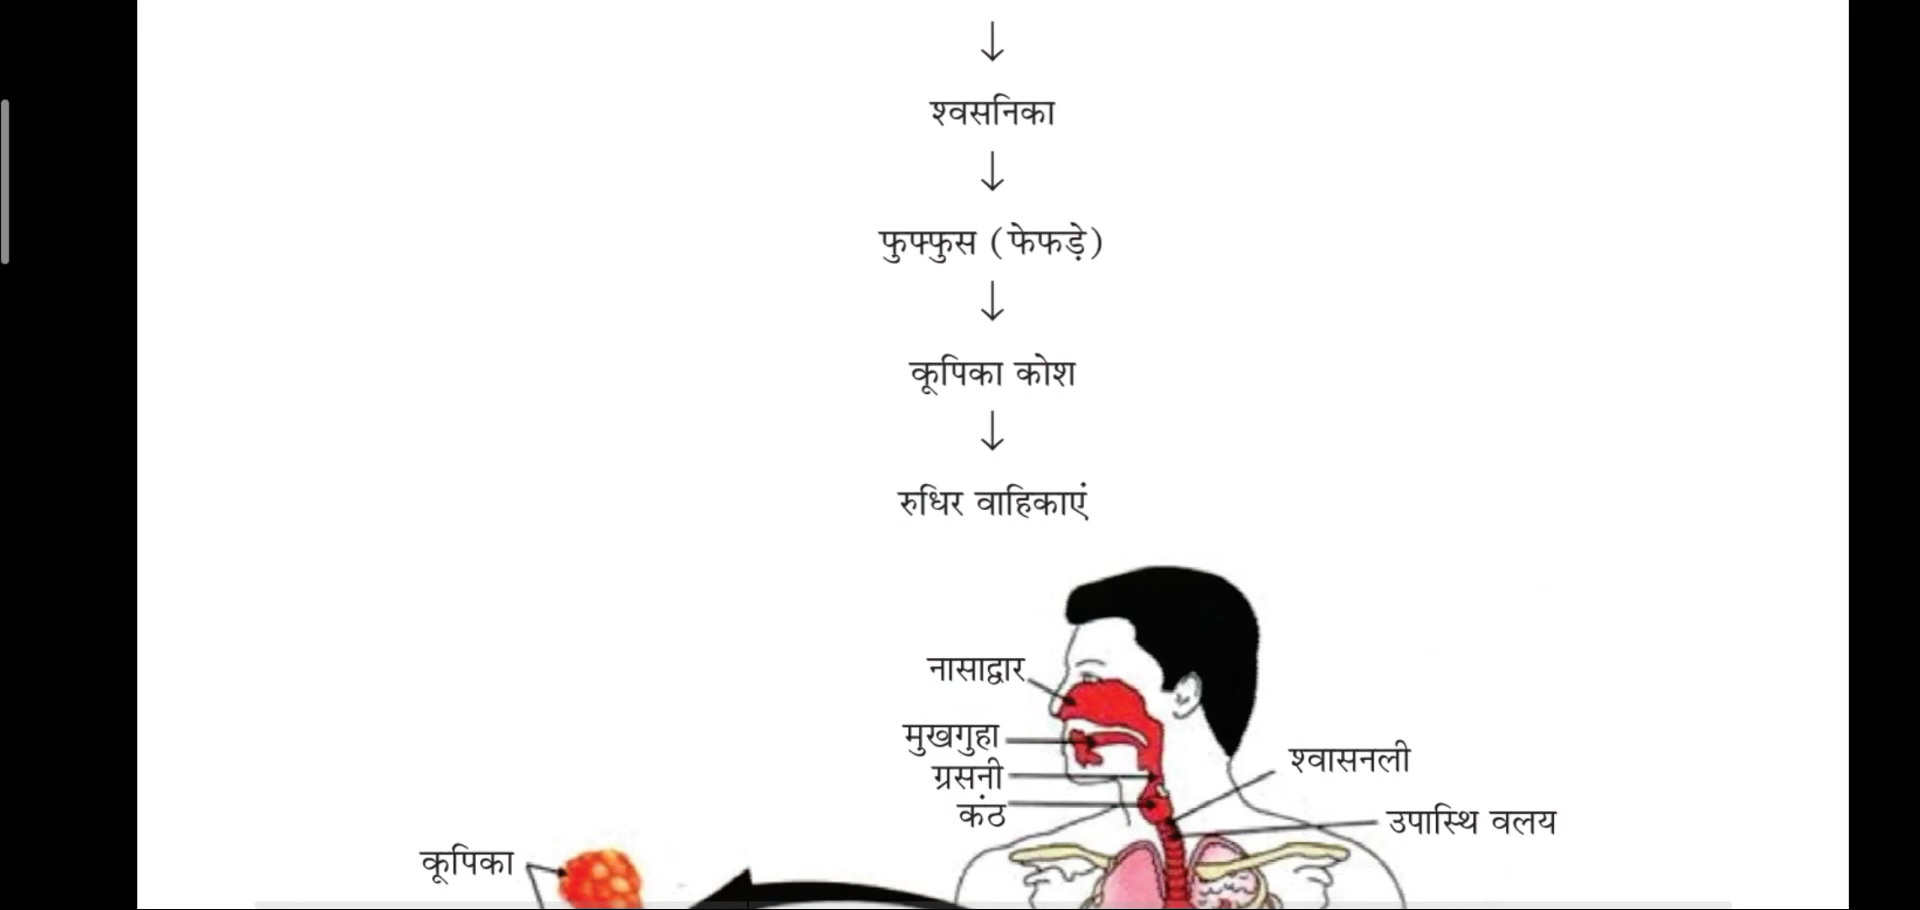 श्वसनिका
फुफ्फुस (फेफड़े)
कूपिका कोश
रुधिर वाहिकाएं
नासाद्वार
मुखगुहा
ग्रसनी
कंठ
श्वासनली
उपास्थि वलय
कूपिका